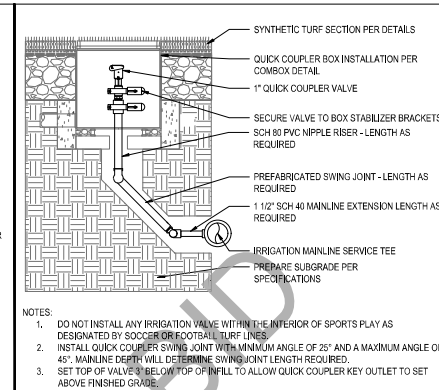 SYNTHETIC TURF SECTION PER DETAILS
QUICK COUPLER BOX INSTALLATION PER
COMBOX DETAIL
1" QUICK COUPLER VALVE
SECURE VALVE TO BOX STABILIZER BRACKETS
SCH 80 PVC NIPPLE RISER - LENGTH AS
REQUIRED
PREFABRICATED SWING JOINT - LENGTH AS
REQUIRED
1 1/2" SCH 40 MAINLINE EXTENSION LENGTH AS
REQUIRED
IRRIGATION MAINLINE SERVICE TEE
PREPARE SUBGRADE PER
SPECIFICATIONS
R
NOTES:
1. DO NOT INSTALL ANY IRRIGATION VALVE WITHIN THE INTERIOR OF SPORTS PLAY AS
DESIGNATED BY SOCCER OR FOOTBALL TURF LINES.
2. INSTALL QUICK COUPLER SWING JOINT WITH MINIMUM ANGLE OF 25° AND A MAXIMUM ANGLE OF
45°. MAINLINE DEPTH WILL DETERMINE SWING JOINT LENGTH REQUIRED.
3. SET TOP OF VALVE 3" BELOW TOP OF INFILL TO ALLOW QUICK COUPLER KEY OUTLET TO SET
ABOVE FINISHED GRADE.
BID